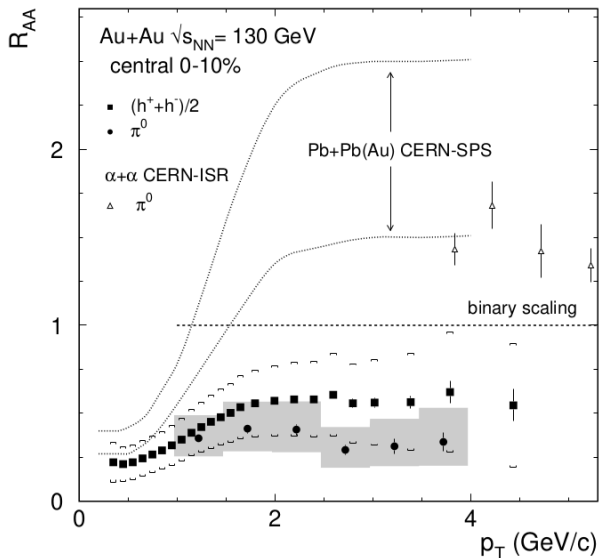 R_AA
Au+Au √s_NN= 130 GeV
central 0-10%
(h⁺+h⁻)/2
π⁰
α+α CERN-ISR
π⁰
Pb+Pb(Au) CERN-SPS
binary scaling
2
1
0
0
2
4
p_T (GeV/c)